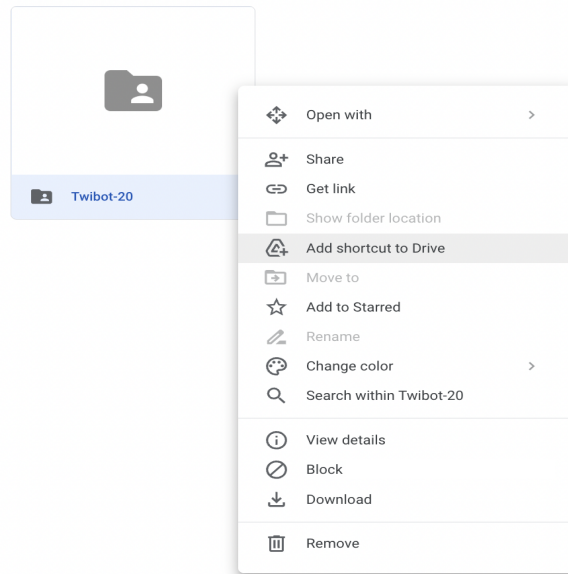 Twibot-20
Open with
Share
Get link
Show folder location
Add shortcut to Drive
Move to
Add to Starred
Rename
Change color
Search within Twibot-20
View details
Block
Download
Remove